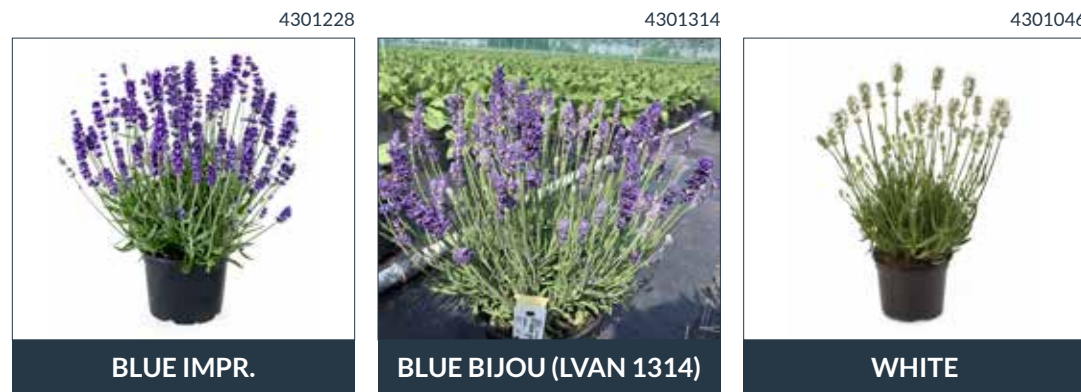 4301228
4301314
4301046
BLUE IMPR.
BLUE BIJOU (LVAN 1314)
WHITE